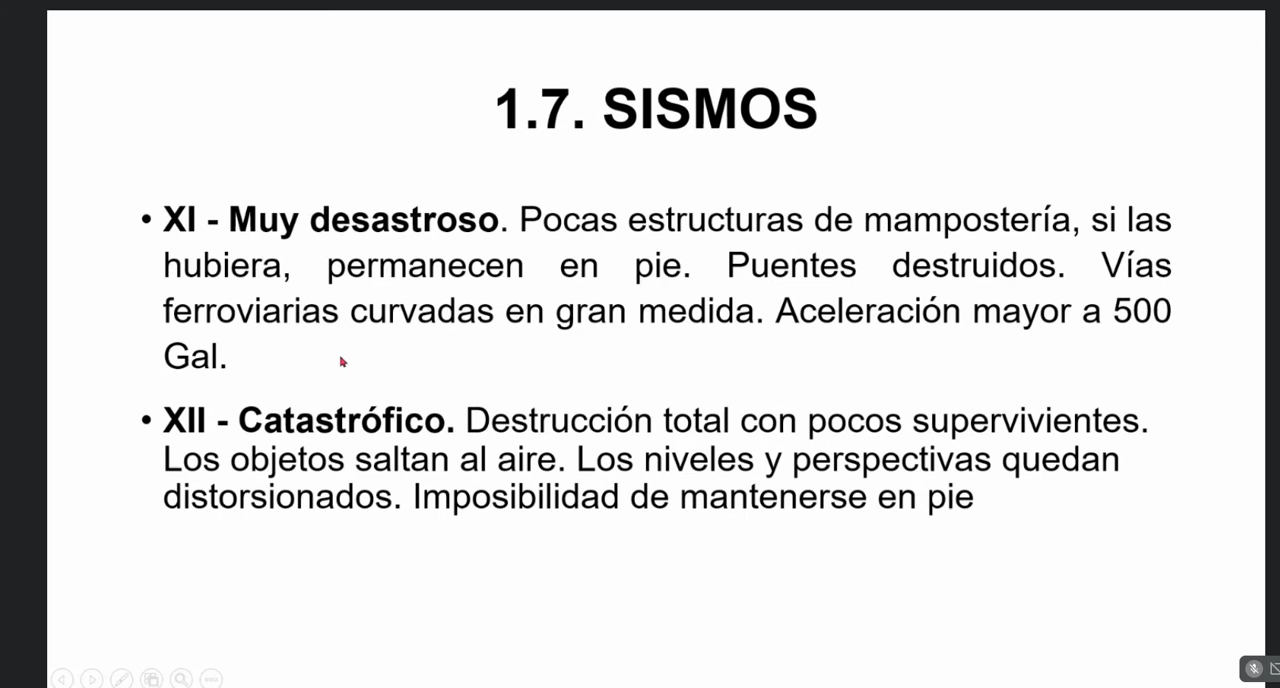 1.7. SISMOS
• XI - Muy desastroso. Pocas estructuras de mampostería, si las
hubiera, permanecen en pie. Puentes destruidos. Vías
ferroviarias curvadas en gran medida. Aceleración mayor a 500
Gal.
• XII - Catastrófico. Destrucción total con pocos supervivientes.
Los objetos saltan al aire. Los niveles y perspectivas quedan
distorsionados. Imposibilidad de mantenerse en pie